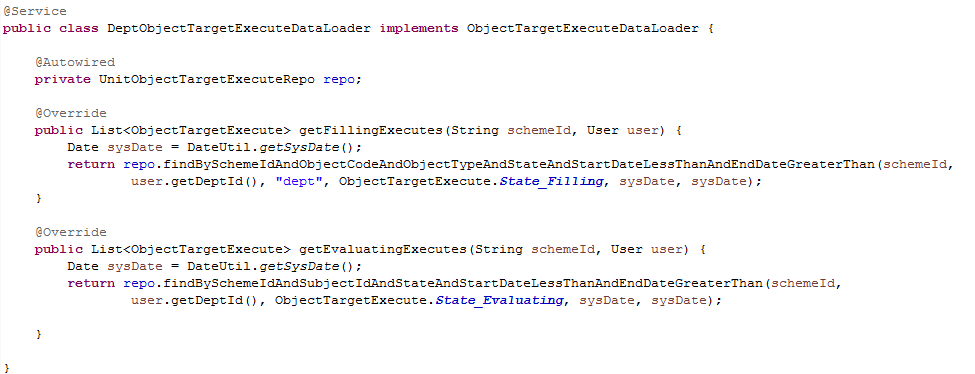 @Service
public class DeptObjectTargetExecuteDataLoader implements ObjectTargetExecuteDataLoader {
@Autowired
private UnitObjectTargetExecuteRepo repo;
@Override
public List<ObjectTargetExecute> getFillingExecutes(String schemeId, User user) {
Date sysDate = DateUtil.getSysDate();
return repo.findBySchemeIdAndObjectCodeAndObjectTypeAndStateAndStartDateLessThanAndEndDateGreaterThan(schemeId,
user.getDeptId(), "dept", ObjectTargetExecute.State_Filling, sysDate, sysDate);
}
@Override
public List<ObjectTargetExecute> getEvaluatingExecutes(String schemeId, User user) {
Date sysDate = DateUtil.getSysDate();
return repo.findBySchemeIdAndSubjectIdAndStateAndStartDateLessThanAndEndDateGreaterThan(schemeId,
user.getDeptId(), ObjectTargetExecute.State_Evaluating, sysDate, sysDate);
}
}